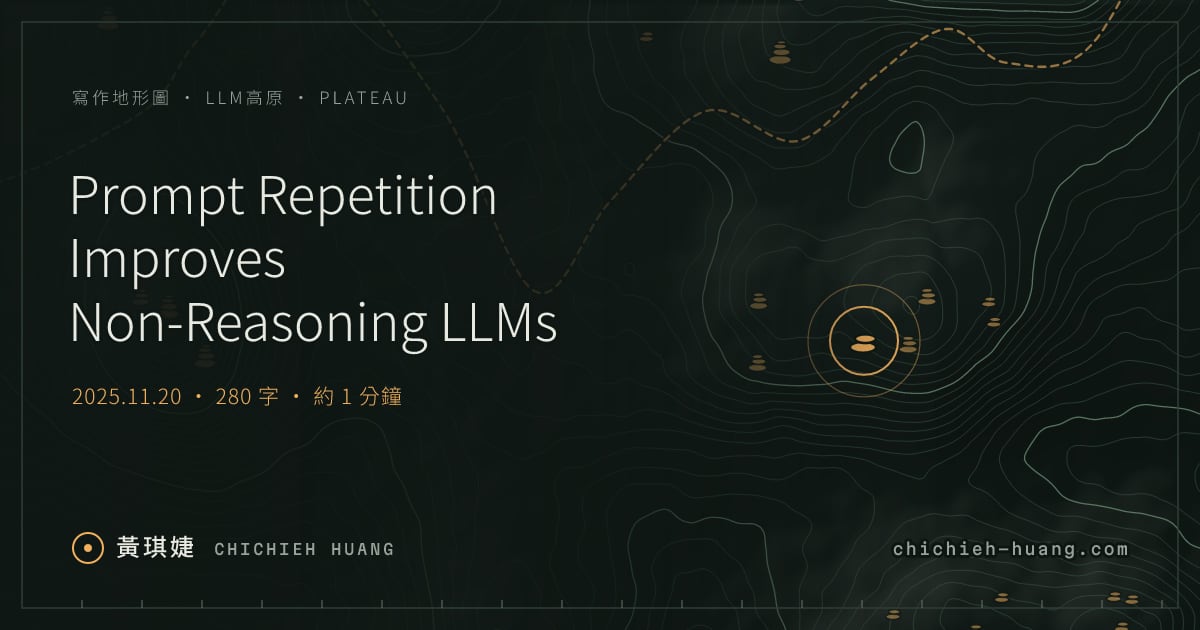 寫作地形圖 · LLM高原 · PLATEAU
Prompt Repetition
Improves
Non-Reasoning LLMs
2025.11.20 · 280 字 · 約 1 分鐘
黃琪婕 CHICHIEH HUANG
chichieh-huang.com